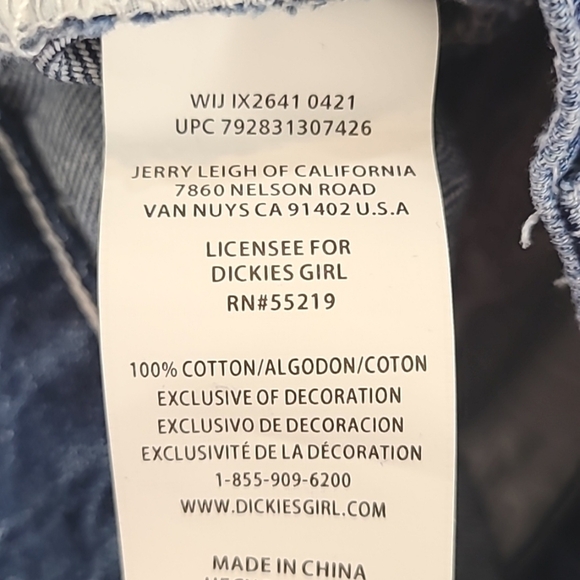 WIJ IX2641 0421
UPC 792831307426
JERRY LEIGH OF CALIFORNIA
7860 NELSON ROAD
VAN NUYS CA 91402 U.S.A
LICENSEE FOR
DICKIES GIRL
RN#55219
100% COTTON/ALGODON/COTON
EXCLUSIVE OF DECORATION
EXCLUSIVO DE DECORACION
EXCLUSIVITÉ DE LA DÉCORATION
1-855-909-6200
WWW.DICKIESGIRL.COM
MADE IN CHINA